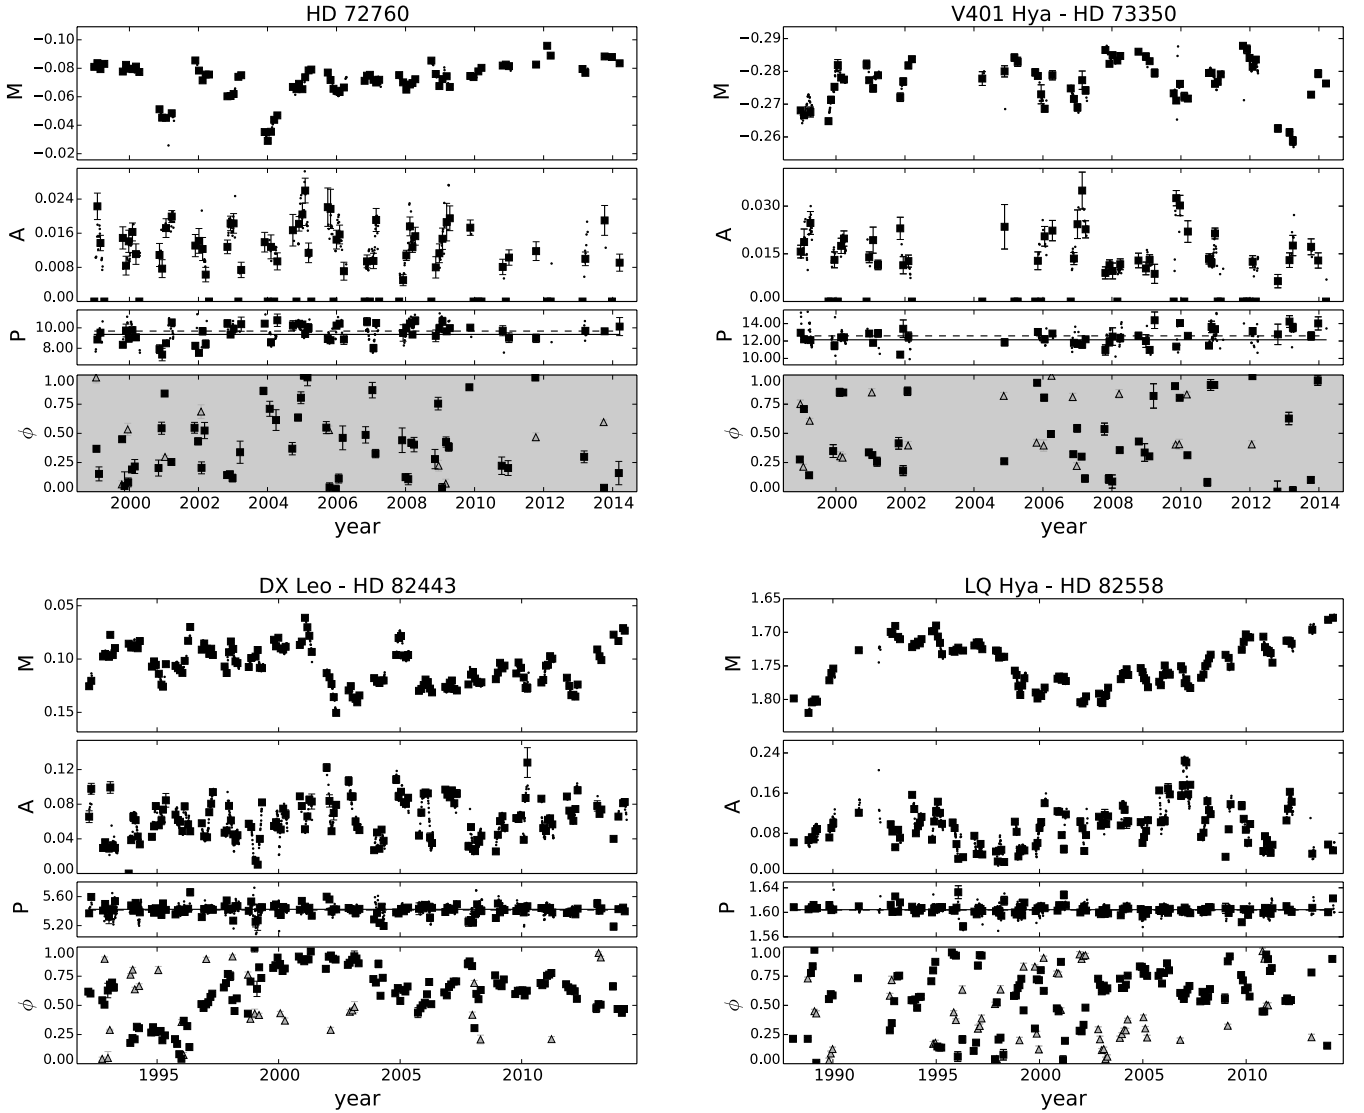 HD 72760
−0.10
−0.08
−0.06
−0.04
−0.02
M
0.024
0.016
0.008
0.00
A
10.00
8.00
P
1.00
0.75
0.50
0.25
0.00
ϕ
2000 2002 2004 2006 2008 2010 2012 2014
year
V401 Hya - HD 73350
−0.29
−0.28
−0.27
−0.26
M
0.030
0.015
0.00
A
14.00
12.00
10.00
P
1.00
0.75
0.50
0.25
0.00
ϕ
2000 2002 2004 2006 2008 2010 2012 2014
year
DX Leo - HD 82443
0.05
0.10
0.15
M
0.12
0.08
0.04
0.00
A
5.60
5.20
P
1.00
0.75
0.50
0.25
0.00
ϕ
1995 2000 2005 2010
year
LQ Hya - HD 82558
1.65
1.70
1.75
1.80
M
0.24
0.16
0.08
0.00
A
1.64
1.60
1.56
P
1.00
0.75
0.50
0.25
0.00
ϕ
1990 1995 2000 2005 2010
year